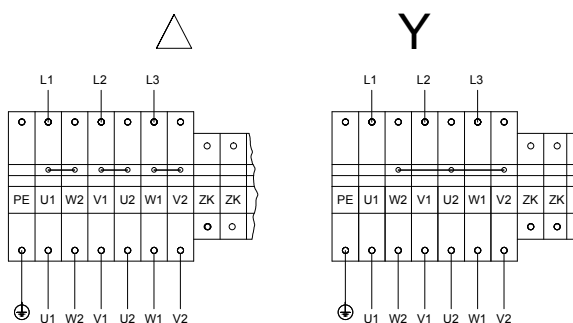 Y
L1 L2 L3 L1 L2 L3
PE U1 W2 V1 U2 W1 V2 ZK ZK PE U1 W2 V1 U2 W1 V2 ZK ZK
U1 W2 V1 U2 W1 V2 U1 W2 V1 U2 W1 V2